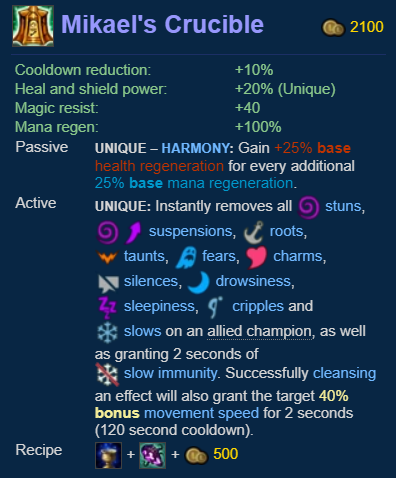 Mikael's Crucible 2100
Cooldown reduction: +10%
Heal and shield power: +20% (Unique)
Magic resist: +40
Mana regen: +100%
Passive UNIQUE – HARMONY: Gain +25% base
health regeneration for every additional
25% base mana regeneration.
Active UNIQUE: Instantly removes all stuns,
suspensions, roots,
taunts, fears, charms,
silences, drowsiness,
sleepiness, cripples and
slows on an allied champion, as well
as granting 2 seconds of
slow immunity. Successfully cleansing
an effect will also grant the target 40%
bonus movement speed for 2 seconds
(120 second cooldown).
Recipe + + 500